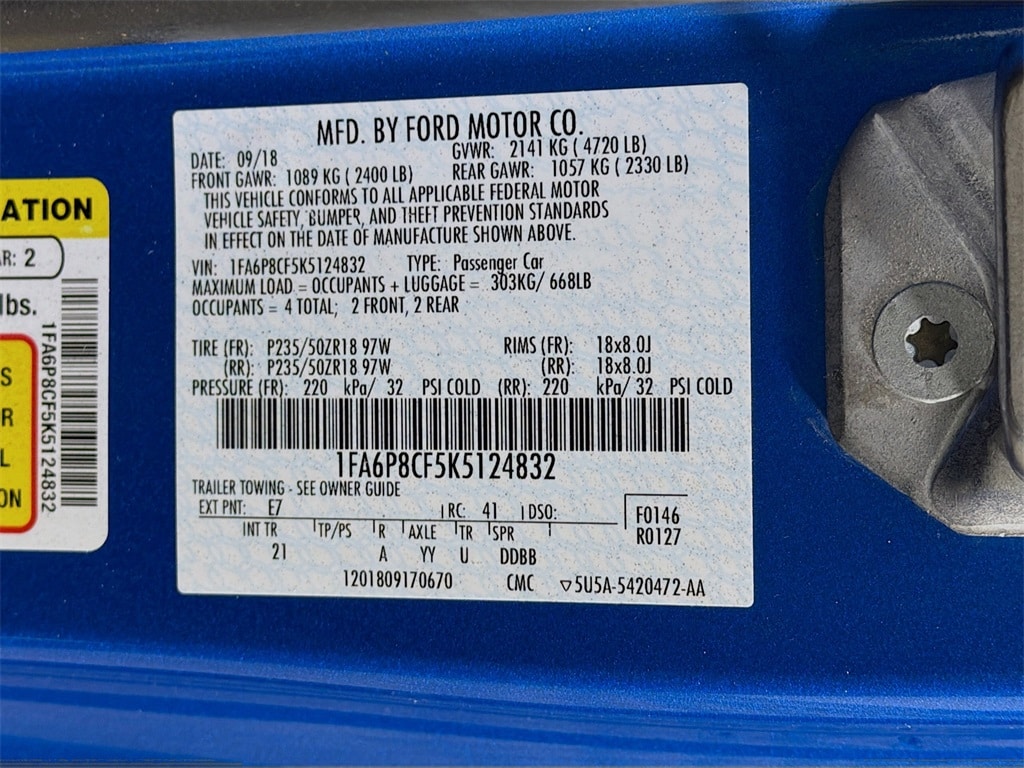 MFD. BY FORD MOTOR CO.
DATE: 09/18 GVWR: 2141 KG ( 4720 LB)
FRONT GAWR: 1089 KG ( 2400 LB) REAR GAWR: 1057 KG ( 2330 LB)
THIS VEHICLE CONFORMS TO ALL APPLICABLE FEDERAL MOTOR
VEHICLE SAFETY, BUMPER, AND THEFT PREVENTION STANDARDS
IN EFFECT ON THE DATE OF MANUFACTURE SHOWN ABOVE.
VIN: 1FA6P8CF5K5124832 TYPE: Passenger Car
MAXIMUM LOAD = OCCUPANTS + LUGGAGE = 303KG/ 668LB
OCCUPANTS = 4 TOTAL; 2 FRONT, 2 REAR
TIRE (FR): P235/50ZR18 97W RIMS (FR): 18x8.0J
(RR): P235/50ZR18 97W (RR): 18x8.0J
PRESSURE (FR): 220 kPa/ 32 PSI COLD (RR): 220 kPa/ 32 PSI COLD
1FA6P8CF5K5124832
TRAILER TOWING - SEE OWNER GUIDE
EXT PNT: E7 RC: 41 DSO:
F0146
R0127
INT TR TP/PS R AXLE TR SPR
21 A YY U DDBB
1201809170670 CMC ▽5U5A-5420472-AA
ATION
AR: 2
lbs.
S
R
L
ON
1FA6P8CF5K5124832